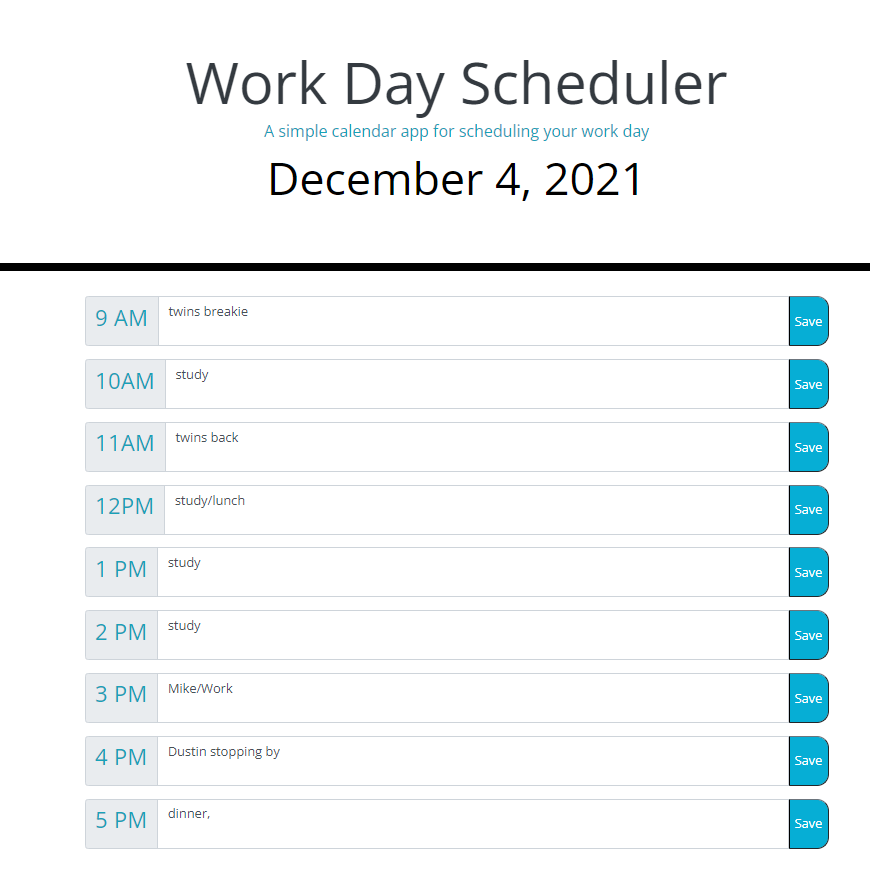 Work Day Scheduler
A simple calendar app for scheduling your work day
December 4, 2021
9 AM twins breakie Save
10AM study Save
11AM twins back Save
12PM study/lunch Save
1 PM study Save
2 PM study Save
3 PM Mike/Work Save
4 PM Dustin stopping by Save
5 PM dinner, Save